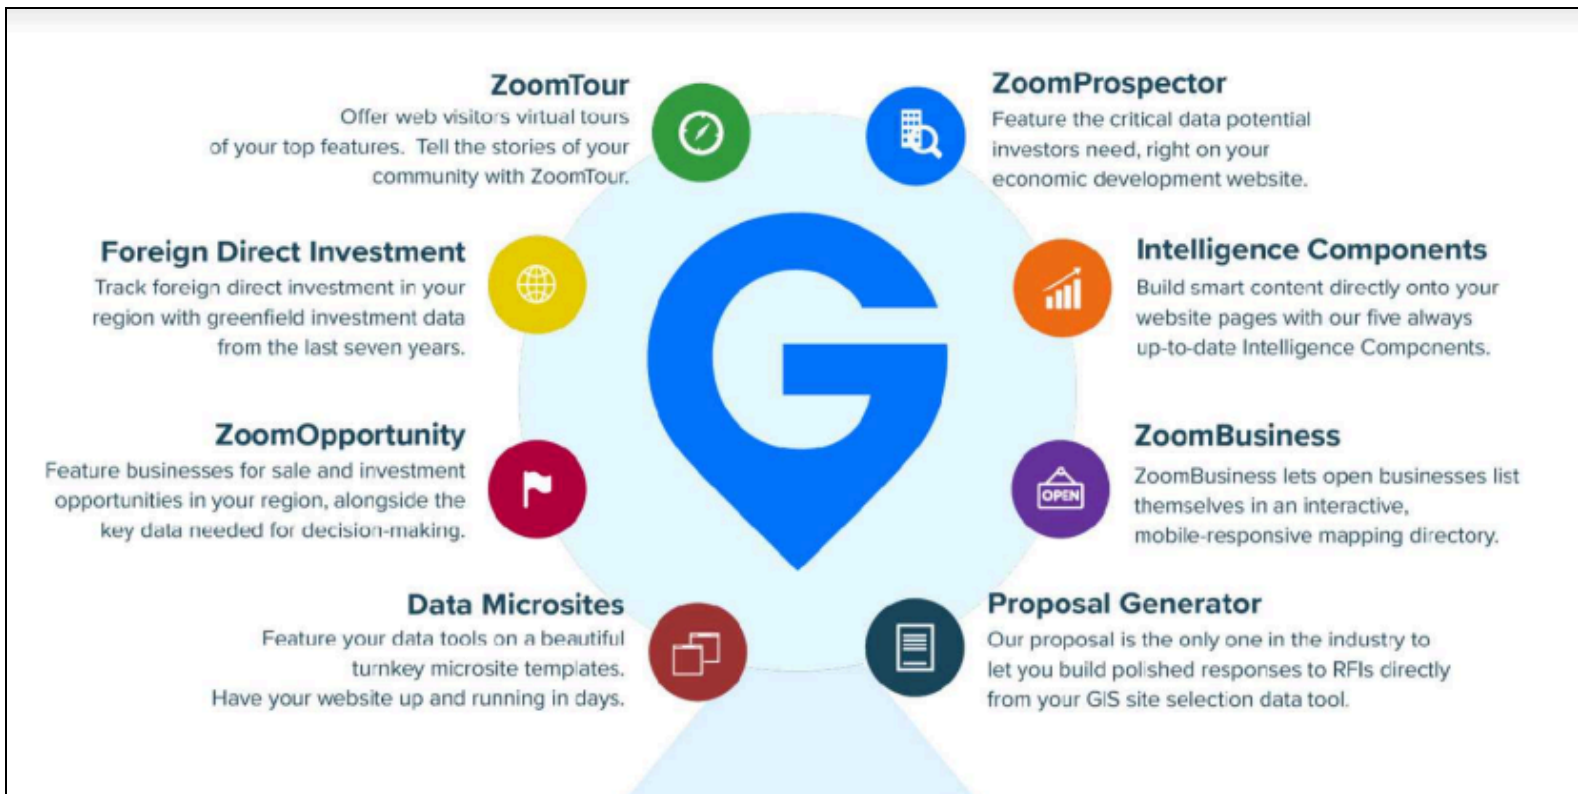 ZoomTour
Offer web visitors virtual tours
of your top features. Tell the stories of your
community with ZoomTour.
ZoomProspector
Feature the critical data potential
investors need, right on your
economic development website.
Foreign Direct Investment
Track foreign direct investment in your
region with greenfield investment data
from the last seven years.
Intelligence Components
Build smart content directly onto your
website pages with our five always
up-to-date Intelligence Components.
ZoomOpportunity
Feature businesses for sale and investment
opportunities in your region, alongside the
key data needed for decision-making.
OPEN
ZoomBusiness
ZoomBusiness lets open businesses list
themselves in an interactive,
mobile-responsive mapping directory.
Data Microsites
Feature your data tools on a beautiful
turnkey microsite templates.
Have your website up and running in days.
Proposal Generator
Our proposal is the only one in the industry to
let you build polished responses to RFIs directly
from your GIS site selection data tool.
G